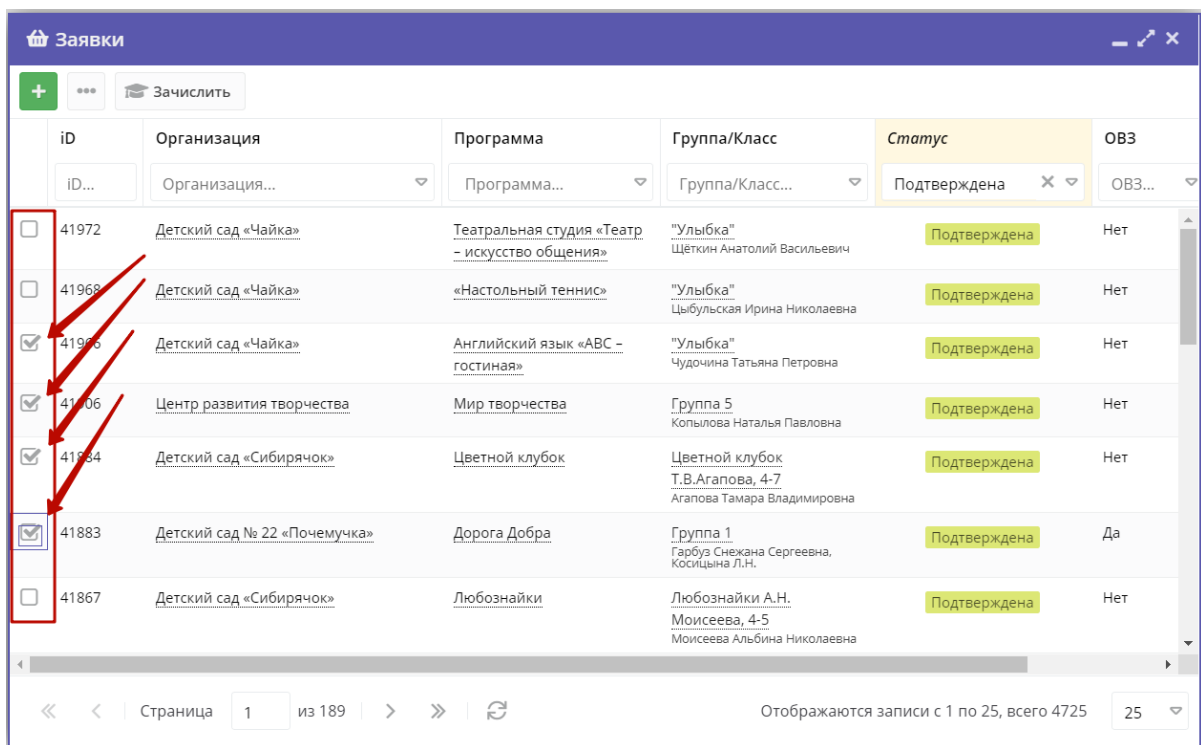 Заявки
Зачислить
iD Организация Программа Группа/Класс Статус ОВЗ
iD... Организация... Программа... Группа/Класс... Подтверждена ОВЗ...
41972 Детский сад «Чайка» Театральная студия «Театр "Улыбка" Подтверждена Нет
– искусство общения» Щёткин Анатолий Васильевич
41968 Детский сад «Чайка» «Настольный теннис» "Улыбка" Подтверждена Нет
Цыбульская Ирина Николаевна
41966 Детский сад «Чайка» Английский язык «ABC – "Улыбка" Подтверждена Нет
гостиная» Чудочина Татьяна Петровна
41906 Центр развития творчества Мир творчества Группа 5 Подтверждена Нет
Копылова Наталья Павловна
41884 Детский сад «Сибирячок» Цветной клубок Цветной клубок Подтверждена Нет
Т.В.Агапова, 4-7
Агапова Тамара Владимировна
41883 Детский сад № 22 «Почемучка» Дорога Добра Группа 1 Подтверждена Да
Гарбуз Снежана Сергеевна,
Косицына Л.Н.
41867 Детский сад «Сибирячок» Любознайки Любознайки А.Н. Подтверждена Нет
Моисеева, 4-5
Моисеева Альбина Николаевна
Страница 1 из 189 Отображаются записи с 1 по 25, всего 4725 25